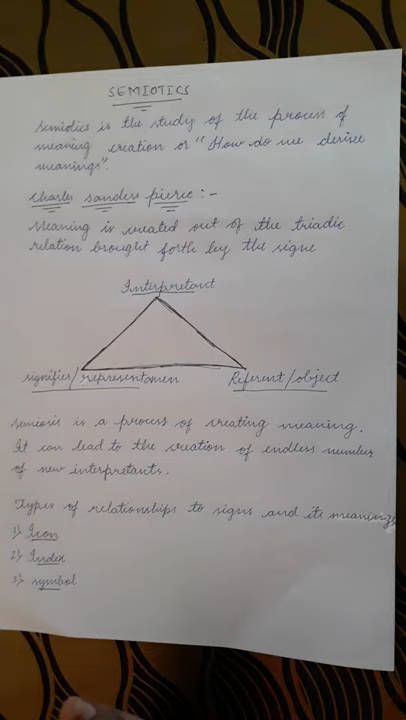 SEMIOTICS
Semiotics is the study of the process of
meaning creation or "How do we derive
meanings".
Charles sanders pierce :-
Meaning is created out of the triadic
relation brought forth by the signe
Interpretant
signifier/representamen
Referent/object
semiosis is a process of creating meaning.
It can lead to the creation of endless number
of new interpretants.
Types of relationships to signs and its meanings
1) Icon
2) Index
3) symbol